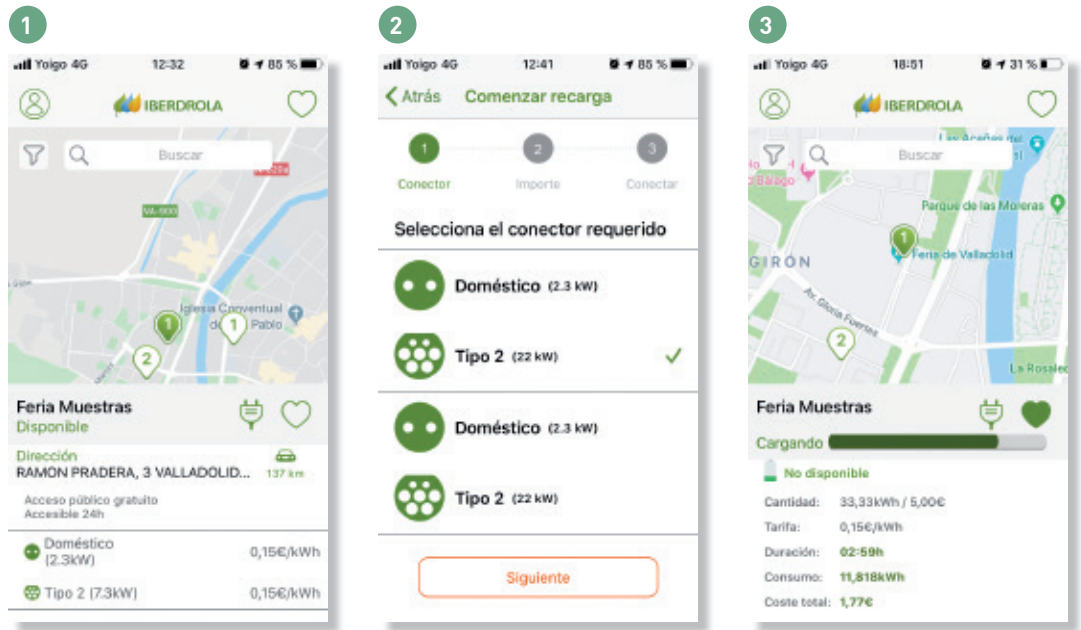 1
Yoigo 4G 12:32 85 %
IBERDROLA
Buscar
VA-900
Iglesia Conventual
Pablo
1
1
2
Feria Muestras
Disponible
Dirección
RAMON PRADERA, 3 VALLADOLID... 137 km
Acceso público gratuito
Accesible 24h
Doméstico
(2.3kW) 0,15€/kWh
Tipo 2 (7.3kW) 0,15€/kWh
2
Yoigo 4G 12:41 85 %
Atrás Comenzar recarga
1 2 3
Conector Importe Conectar
Selecciona el conector requerido
Doméstico (2.3 kW)
Tipo 2 (22 kW)
Doméstico (2.3 kW)
Tipo 2 (22 kW)
Siguiente
3
Yoigo 4G 18:51 31 %
IBERDROLA
Las Aceñas del
Buscar
Parque de las Moreras
1
Feria de Valladolid
GIRÓN
Av. Gloria Fuertes
2
La Rosaled
Feria Muestras
Cargando
No disponible
Cantidad: 33,33kWh / 5,00€
Tarifa: 0,15€/kWh
Duración: 02:59h
Consumo: 11,818kWh
Coste total: 1,77€